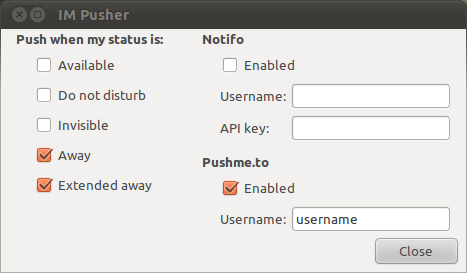 IM Pusher
Push when my status is:
Available
Do not disturb
Invisible
Away
Extended away
Notifo
Enabled
Username:
API key:
Pushme.to
Enabled
Username: username
Close